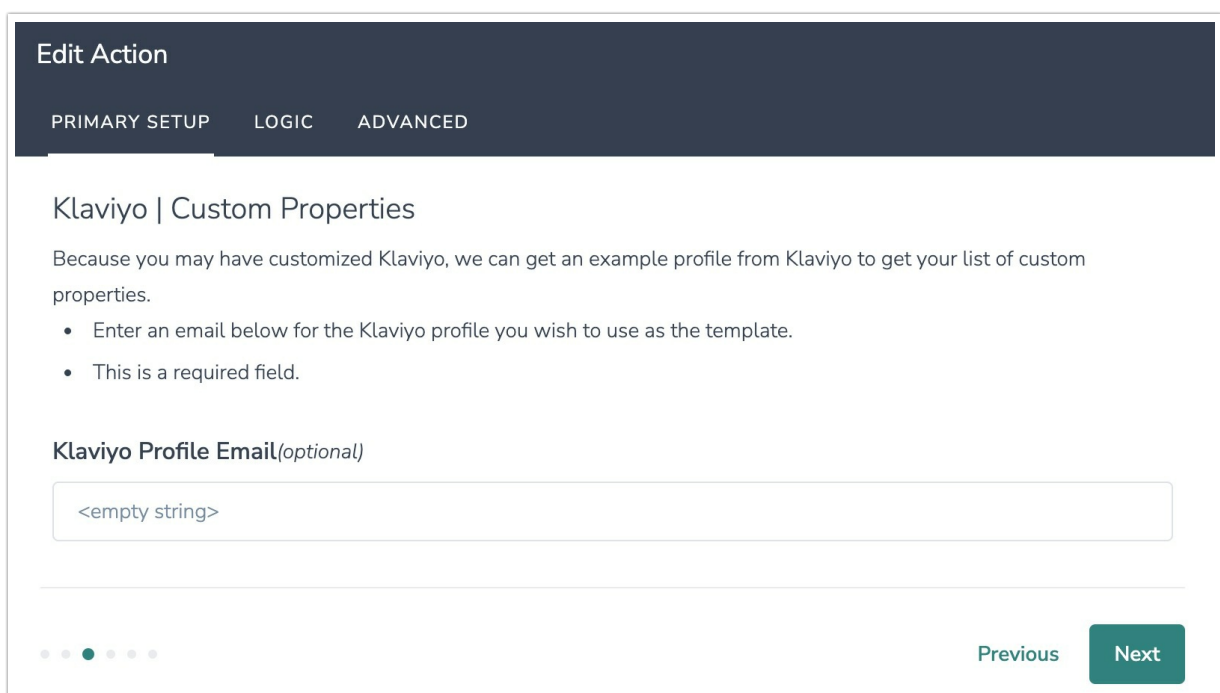 Edit Action
PRIMARY SETUP LOGIC ADVANCED
Klaviyo | Custom Properties
Because you may have customized Klaviyo, we can get an example profile from Klaviyo to get your list of custom
properties.
• Enter an email below for the Klaviyo profile you wish to use as the template.
• This is a required field.
Klaviyo Profile Email(optional)
<empty string>
Previous Next